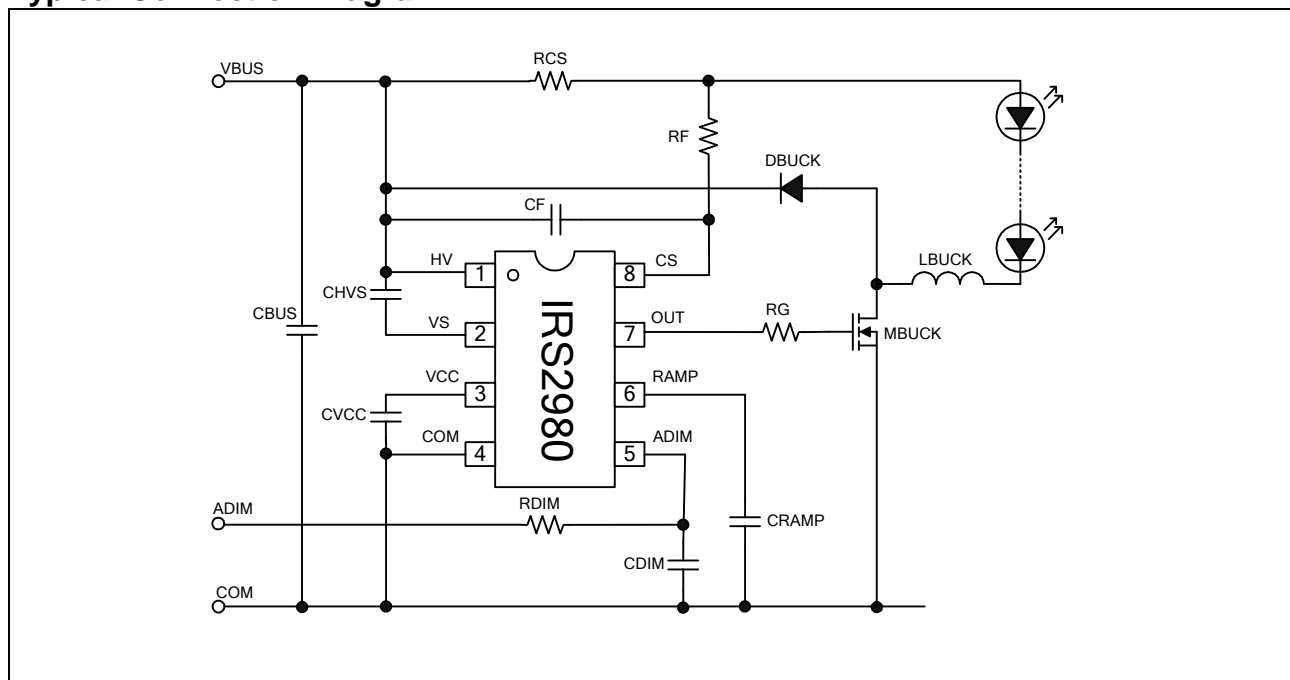 VBUS
RCS
RF
DBUCK
CF
HV
1
8
CS
LBUCK
CHVS
CBUS
VS
2
7
OUT
RG
MBUCK
IRS2980
VCC
3
6
RAMP
CVCC
COM
4
5
ADIM
ADIM
RDIM
CRAMP
CDIM
COM